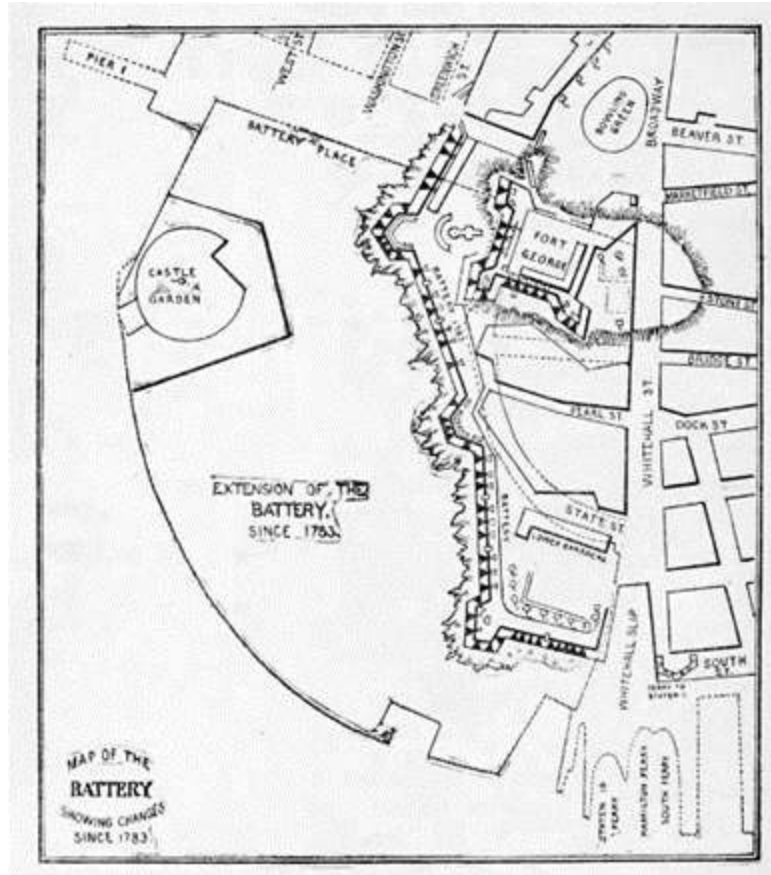 PIER 1
WEST ST.
WASHINGTON ST.
GREENWICH
ST.
BATTERY PLACE
BOWLING
GREEN
BROADWAY
BEAVER ST.
MARKETFIELD ST.
FORT
GEORGE
CASTLE
GARDEN
STONE ST.
BRIDGE ST.
PEARL ST.
DOCK ST.
WHITEHALL ST.
EXTENSION OF THE
BATTERY.
SINCE 1783.
STATE ST.
LOWER BARRACKS
WHITEHALL SLIP
SOUTH
ST.
FERRY TO
STATEN I.
STATEN IS
FERRY
HAMILTON FERRY
SOUTH FERRY
MAP OF THE
BATTERY
SHOWING CHANGES
SINCE 1783.